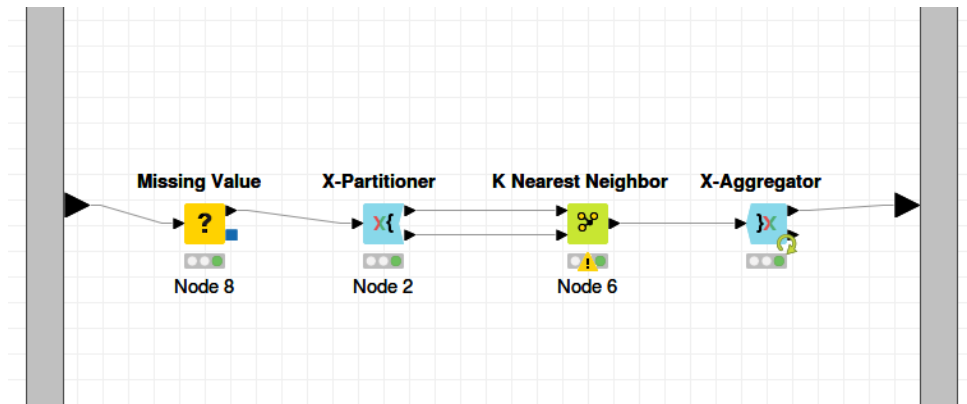 Missing Value
X-Partitioner
K Nearest Neighbor
X-Aggregator
?
X{
}X
!
Node 8
Node 2
Node 6